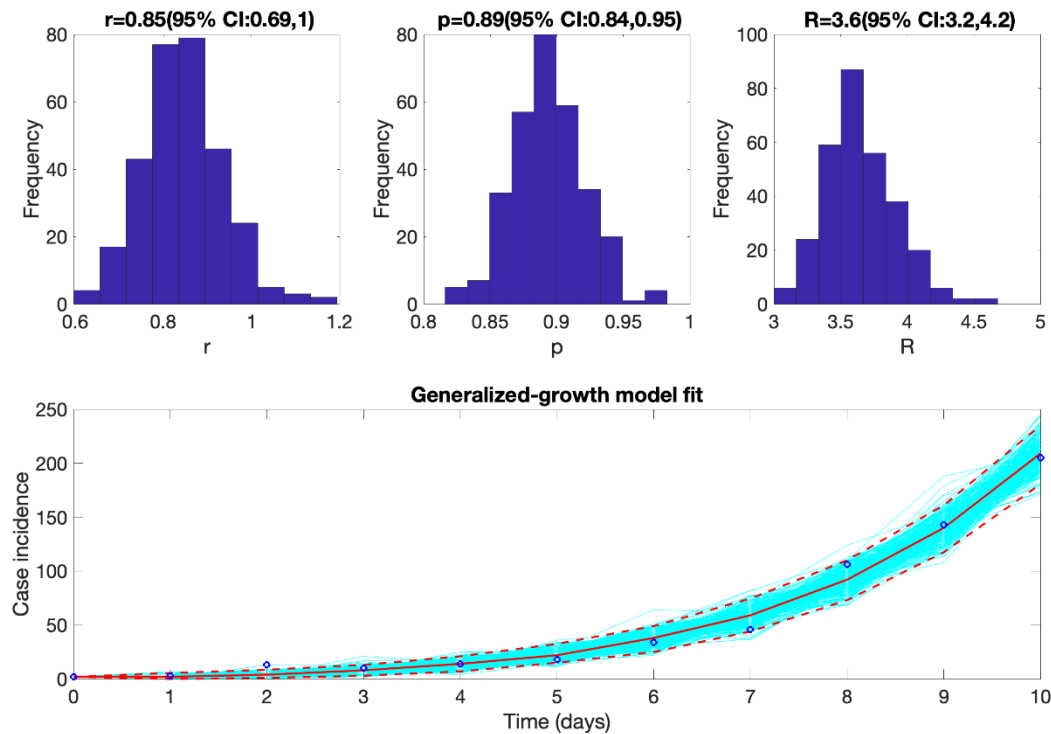 r=0.85(95% CI:0.69,1)
80
60
40
20
0
Frequency
0.6 0.8 1 1.2
r
p=0.89(95% CI:0.84,0.95)
80
60
40
20
0
Frequency
0.8 0.85 0.9 0.95 1
p
R=3.6(95% CI:3.2,4.2)
100
80
60
40
20
0
Frequency
3 3.5 4 4.5 5
R
Generalized-growth model fit
250
200
150
100
50
0
Case incidence
0 1 2 3 4 5 6 7 8 9 10
Time (days)